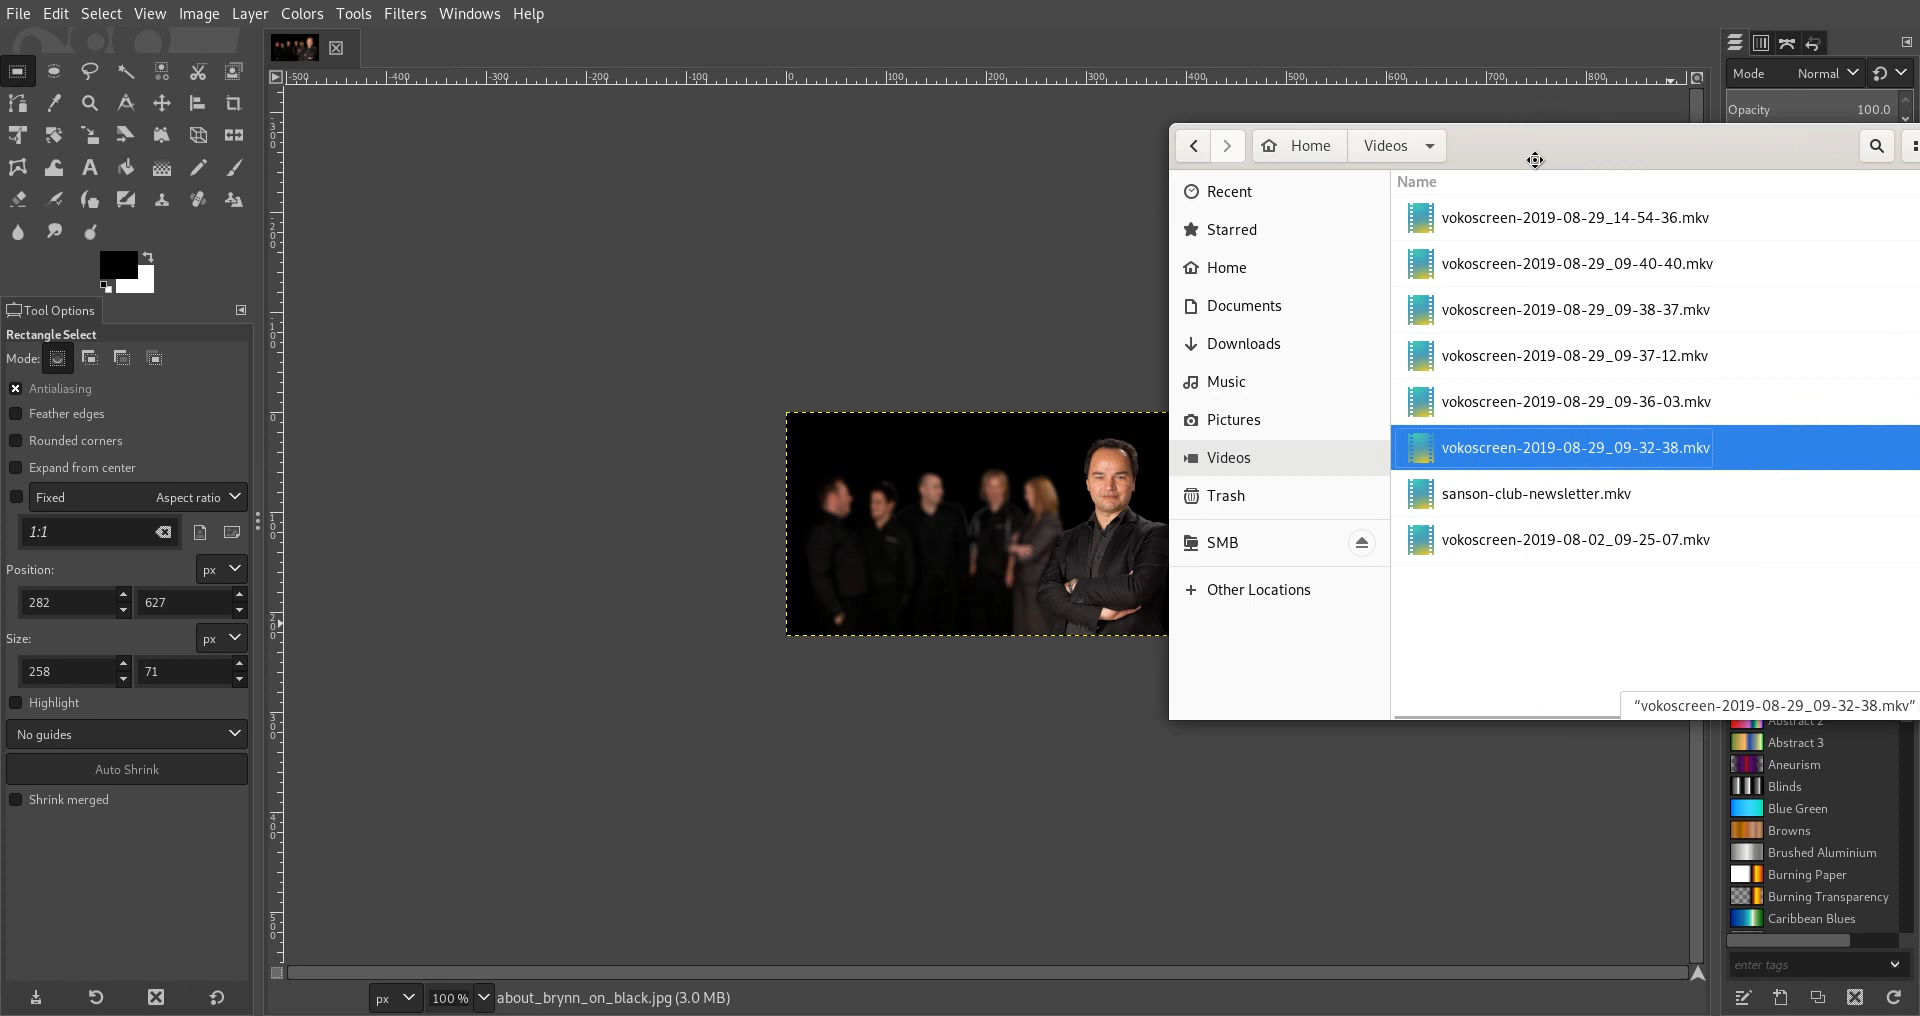 File Edit Select View Image Layer Colors Tools Filters Windows Help
-500 -400 -300 -200 -100 0 100 200 300 400 500 600 700 800
Mode Normal
Opacity 100.0
Home Videos
Name
Recent
Starred
Home
Documents
Downloads
Music
Pictures
Videos
Trash
SMB
Other Locations
vokoscreen-2019-08-29_14-54-36.mkv
vokoscreen-2019-08-29_09-40-40.mkv
vokoscreen-2019-08-29_09-38-37.mkv
vokoscreen-2019-08-29_09-37-12.mkv
vokoscreen-2019-08-29_09-36-03.mkv
vokoscreen-2019-08-29_09-32-38.mkv
sanson-club-newsletter.mkv
vokoscreen-2019-08-02_09-25-07.mkv
“vokoscreen-2019-08-29_09-32-38.mkv”
Tool Options
Rectangle Select
Mode:
Antialiasing
Feather edges
Rounded corners
Expand from center
Fixed Aspect ratio
1:1
Position: px
282 627
Size: px
258 71
Highlight
No guides
Auto Shrink
Shrink merged
Abstract 2
Abstract 3
Aneurism
Blinds
Blue Green
Browns
Brushed Aluminium
Burning Paper
Burning Transparency
Caribbean Blues
enter tags
px 100 % about_brynn_on_black.jpg (3.0 MB)